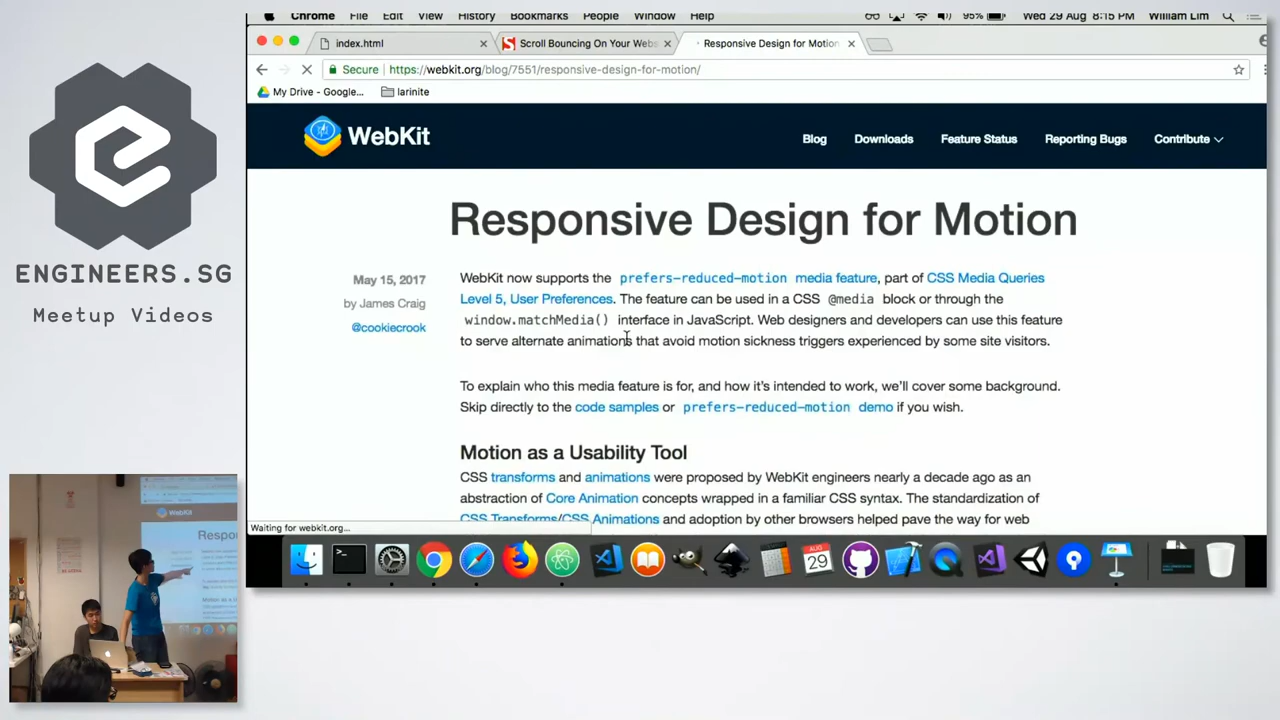 Chrome File Edit View History Bookmarks People Window Help 95% Wed 29 Aug 8:15 PM William Lim
index.html Scroll Bouncing On Your Webs Responsive Design for Motion
Secure https://webkit.org/blog/7551/responsive-design-for-motion/
My Drive - Google... larinite
WebKit Blog Downloads Feature Status Reporting Bugs Contribute
ENGINEERS.SG
Meetup Videos
Responsive Design for Motion
May 15, 2017
by James Craig
@cookiecrook
WebKit now supports the prefers-reduced-motion media feature, part of CSS Media Queries
Level 5, User Preferences. The feature can be used in a CSS @media block or through the
window.matchMedia() interface in JavaScript. Web designers and developers can use this feature
to serve alternate animations that avoid motion sickness triggers experienced by some site visitors.
To explain who this media feature is for, and how it's intended to work, we'll cover some background.
Skip directly to the code samples or prefers-reduced-motion demo if you wish.
Motion as a Usability Tool
CSS transforms and animations were proposed by WebKit engineers nearly a decade ago as an
abstraction of Core Animation concepts wrapped in a familiar CSS syntax. The standardization of
CSS Transforms/CSS Animations and adoption by other browsers helped pave the way for web
Waiting for webkit.org...
AUG
29
WebKit
Respo